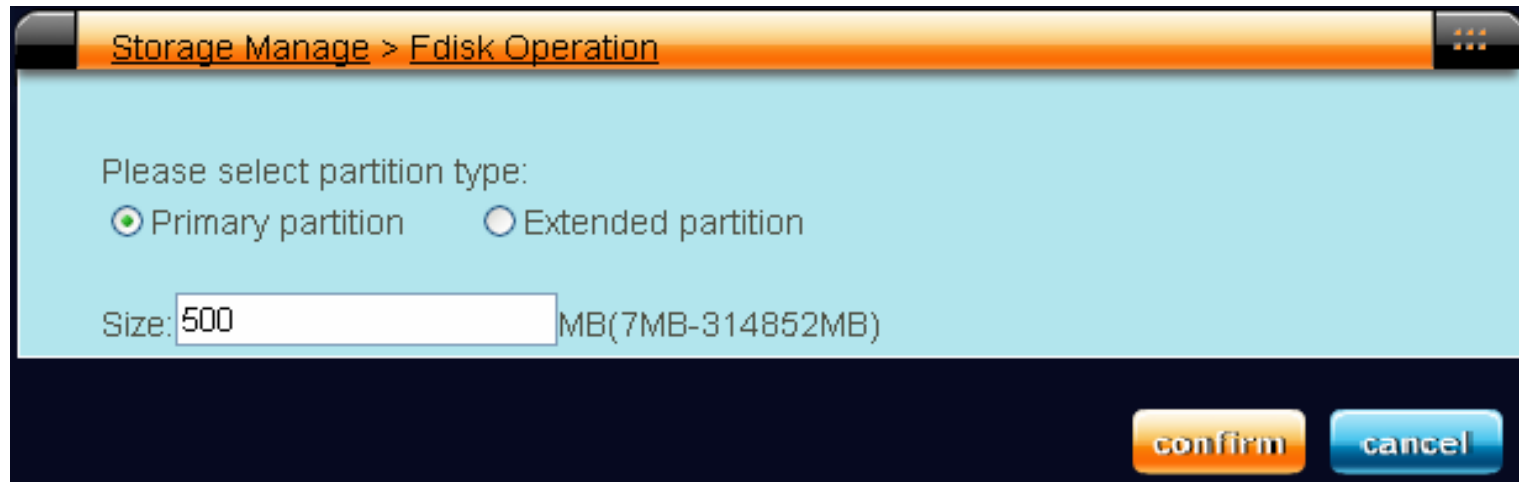 Storage Manage > Fdisk Operation
Please select partition type:
Primary partition Extended partition
Size: 500 MB(7MB-314852MB)
confirm cancel